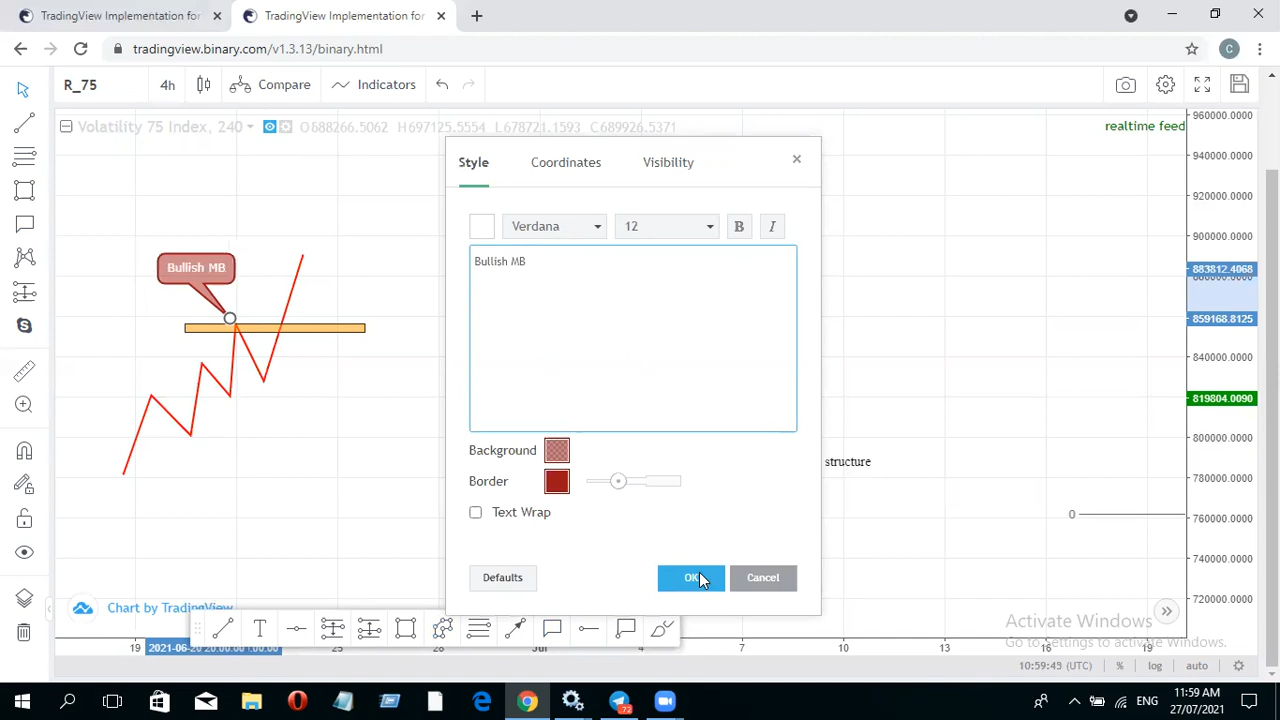 TradingView Implementation for
TradingView Implementation for
tradingview.binary.com/v1.3.13/binary.html
C
R_75
4h
Compare
Indicators
Volatility 75 Index, 240
O688266.5062 H697125.5554 L678721.1593 C689926.5371
realtime feed
960000.0000
940000.0000
920000.0000
900000.0000
883812.4068
880000.0000
859168.8125
840000.0000
819804.0090
800000.0000
780000.0000
760000.0000
740000.0000
720000.0000
Style
Coordinates
Visibility
Verdana
12
B
I
Bullish MB
Bullish MB
Background
Border
Text Wrap
Defaults
OK
Cancel
structure
0
Chart by TradingView
Activate Windows
Go to Settings to activate Windows.
19
2021-06-20 20:00:00:00.00
25
28
Jul
7
10
13
16
19
10:59:43 (UTC)
%
log
auto
72
ENG
11:59 AM
27/07/2021